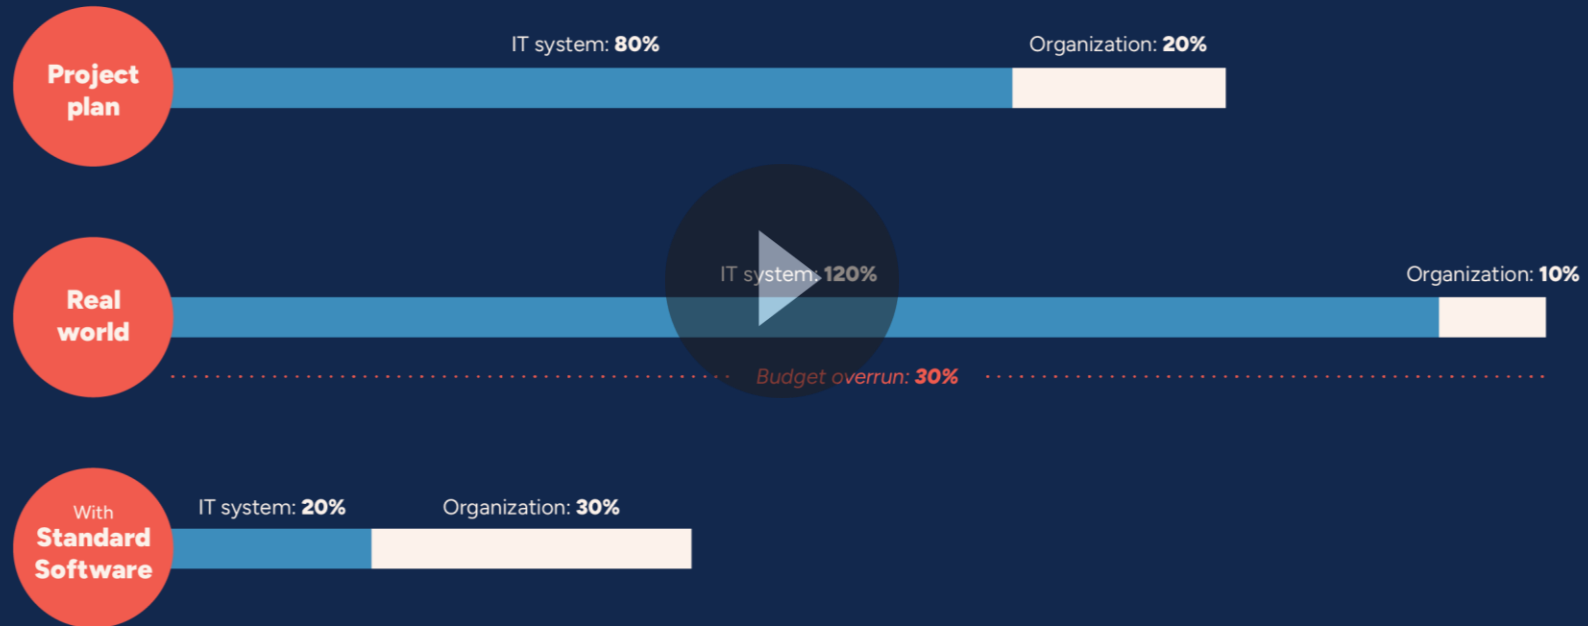 Project
plan
IT system: 80%
Organization: 20%
Real
world
IT system: 120%
Organization: 10%
Budget overrun: 30%
With
Standard
Software
IT system: 20%
Organization: 30%